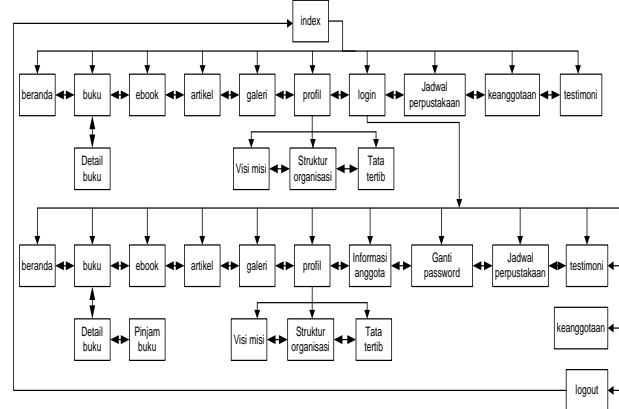 index
beranda
buku
ebook
artikel
galeri
profil
login
Jadwal
perpustakaan
keanggotaan
testimoni
Detail
buku
Visi misi
Struktur
organisasi
Tata
tertib
beranda
buku
ebook
artikel
galeri
profil
Informasi
anggota
Ganti
password
Jadwal
perpustakaan
testimoni
Detail
buku
Pinjam
buku
Visi misi
Struktur
organisasi
Tata
tertib
keanggotaan
logout